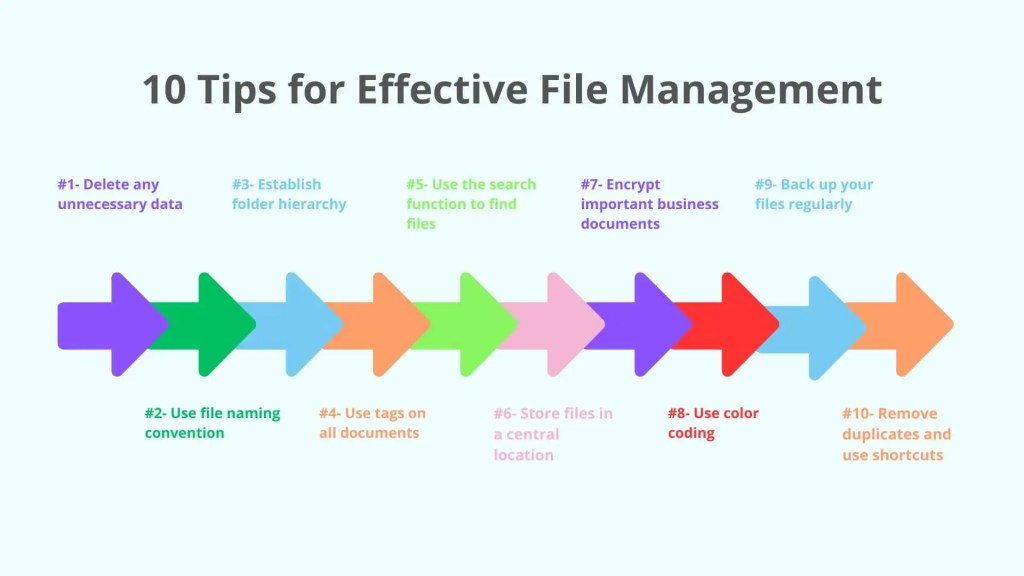 10 Tips for Effective File Management
#1- Delete any
unnecessary data
#3- Establish
folder hierarchy
#5- Use the search
function to find
files
#7- Encrypt
important business
documents
#9- Back up your
files regularly
#2- Use file naming
convention
#4- Use tags on
all documents
#6- Store files in
a central
location
#8- Use color
coding
#10- Remove
duplicates and
use shortcuts